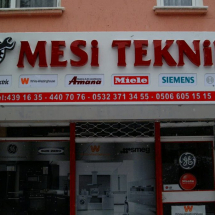 MESİ TEKNİ
Amana
Miele
SIEMENS
el:439 16 35 - 440 70 76 - 0532 371 34 55 - 0506 605 15 15